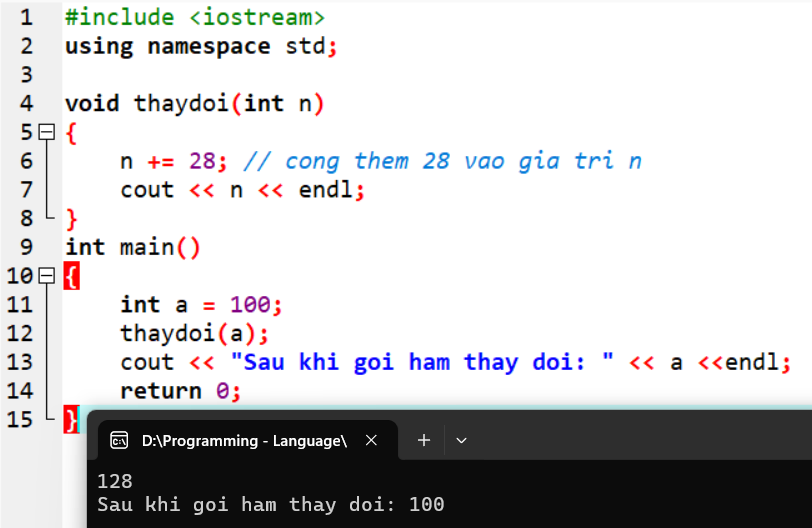 1 #include <iostream>
2 using namespace std;
3
4 void thaydoi(int n)
5 {
6 n += 28; // cong them 28 vao gia tri n
7 cout << n << endl;
8 }
9 int main()
10 {
11 int a = 100;
12 thaydoi(a);
13 cout << "Sau khi goi ham thay doi: " << a <<endl;
14 return 0;
15 }
D:\Programming - Language\
128
Sau khi goi ham thay doi: 100